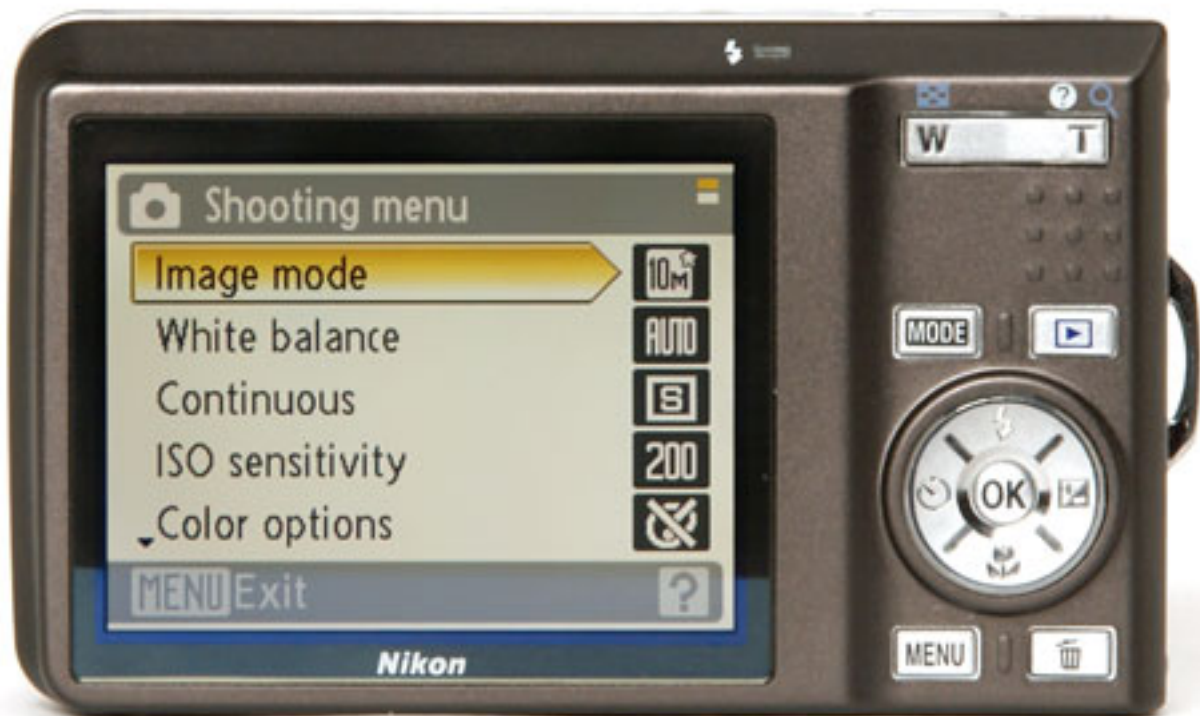 W T
Shooting menu
Image mode 10M
White balance AUTO
Continuous S
ISO sensitivity 200
Color options
MENU Exit ?
Nikon
?
MODE
OK
MENU